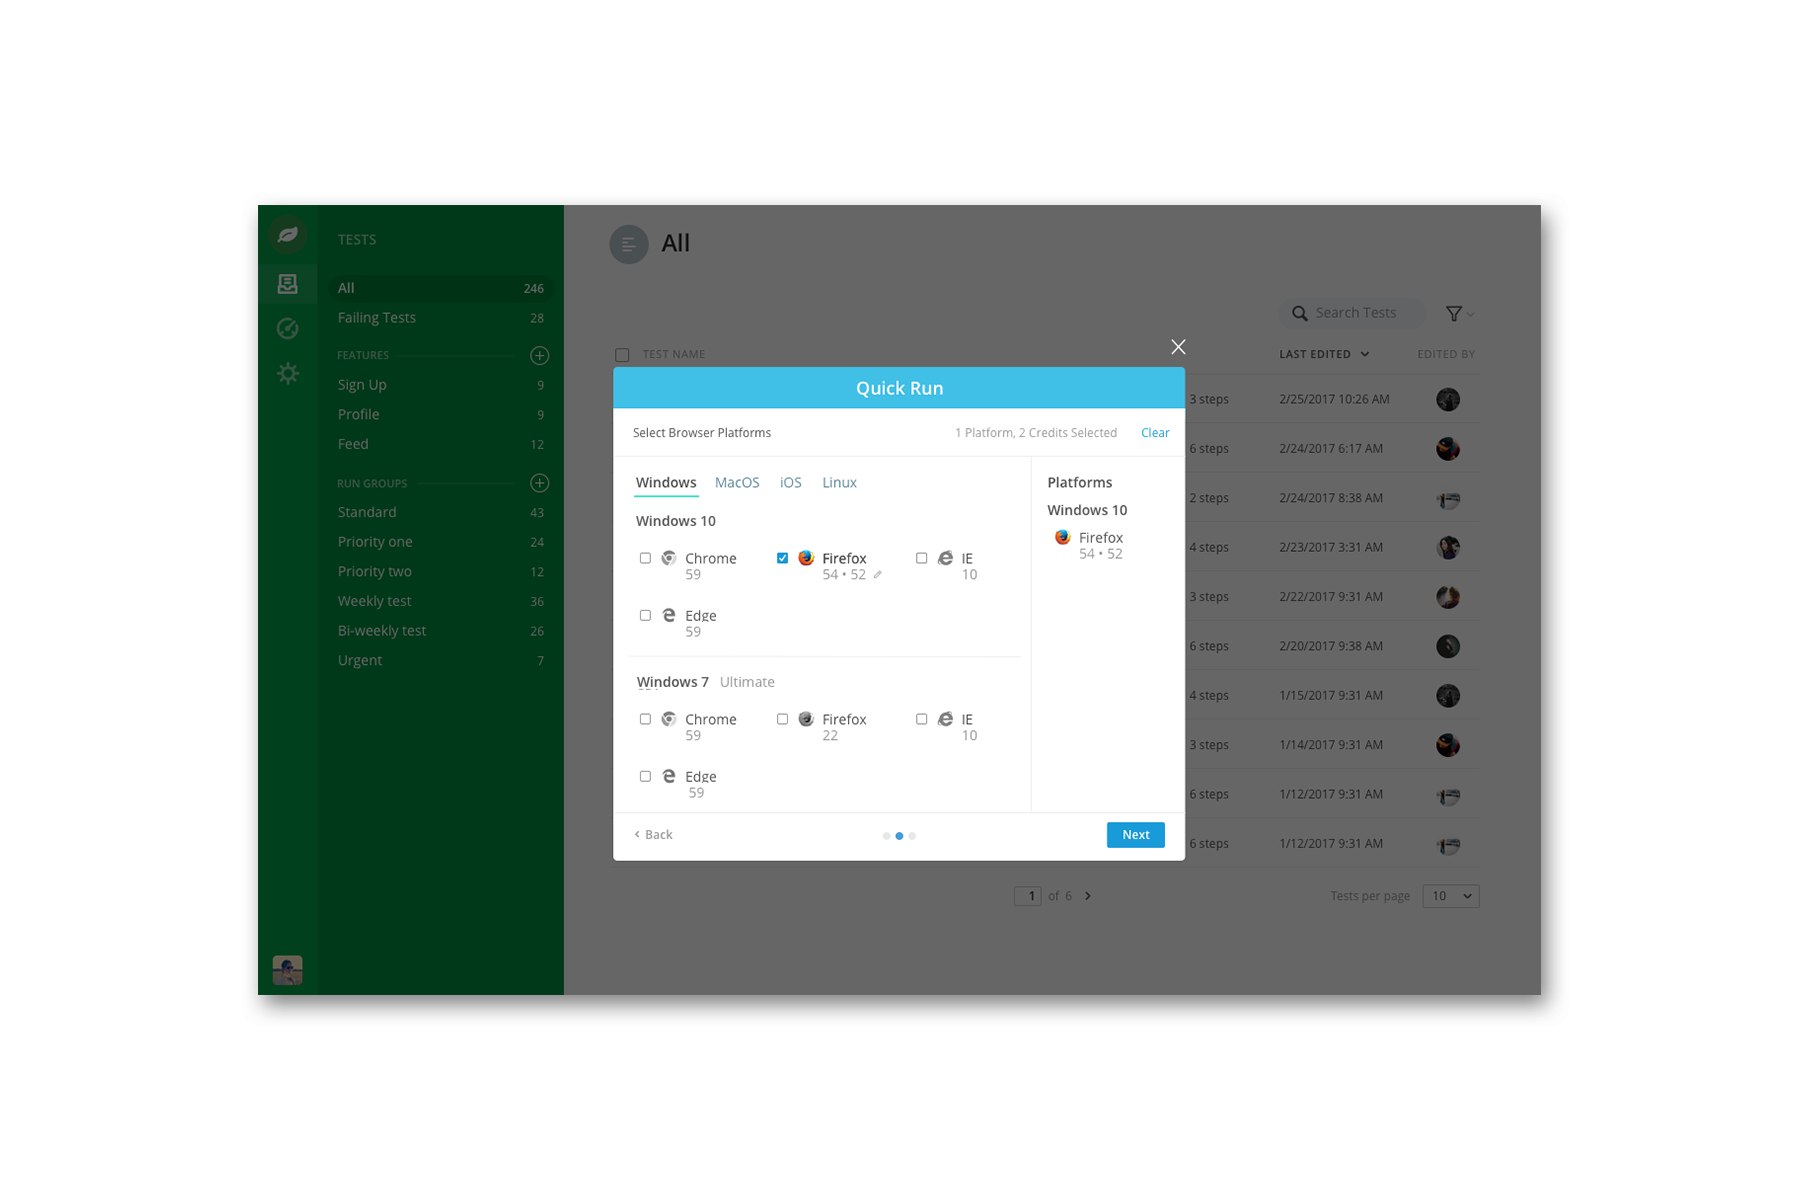 TESTS
All 246
Failing Tests 28
FEATURES
Sign Up 9
Profile 9
Feed 12
RUN GROUPS
Standard 43
Priority one 24
Priority two 12
Weekly test 36
Bi-weekly test 26
Urgent 7
All
Search Tests
TEST NAME LAST EDITED EDITED BY
3 steps 2/25/2017 10:26 AM
6 steps 2/24/2017 6:17 AM
2 steps 2/24/2017 8:38 AM
4 steps 2/23/2017 3:31 AM
3 steps 2/22/2017 9:31 AM
6 steps 2/20/2017 9:38 AM
4 steps 1/15/2017 9:31 AM
3 steps 1/14/2017 9:31 AM
6 steps 1/12/2017 9:31 AM
6 steps 1/12/2017 9:31 AM
1 of 6
Tests per page 10
Quick Run
Select Browser Platforms 1 Platform, 2 Credits Selected Clear
Windows MacOS iOS Linux
Windows 10
Chrome Firefox IE
59 54 • 52 10
Edge
59
Windows 7 Ultimate
Chrome Firefox IE
59 22 10
Edge
59
Platforms
Windows 10
Firefox
54 • 52
Back Next